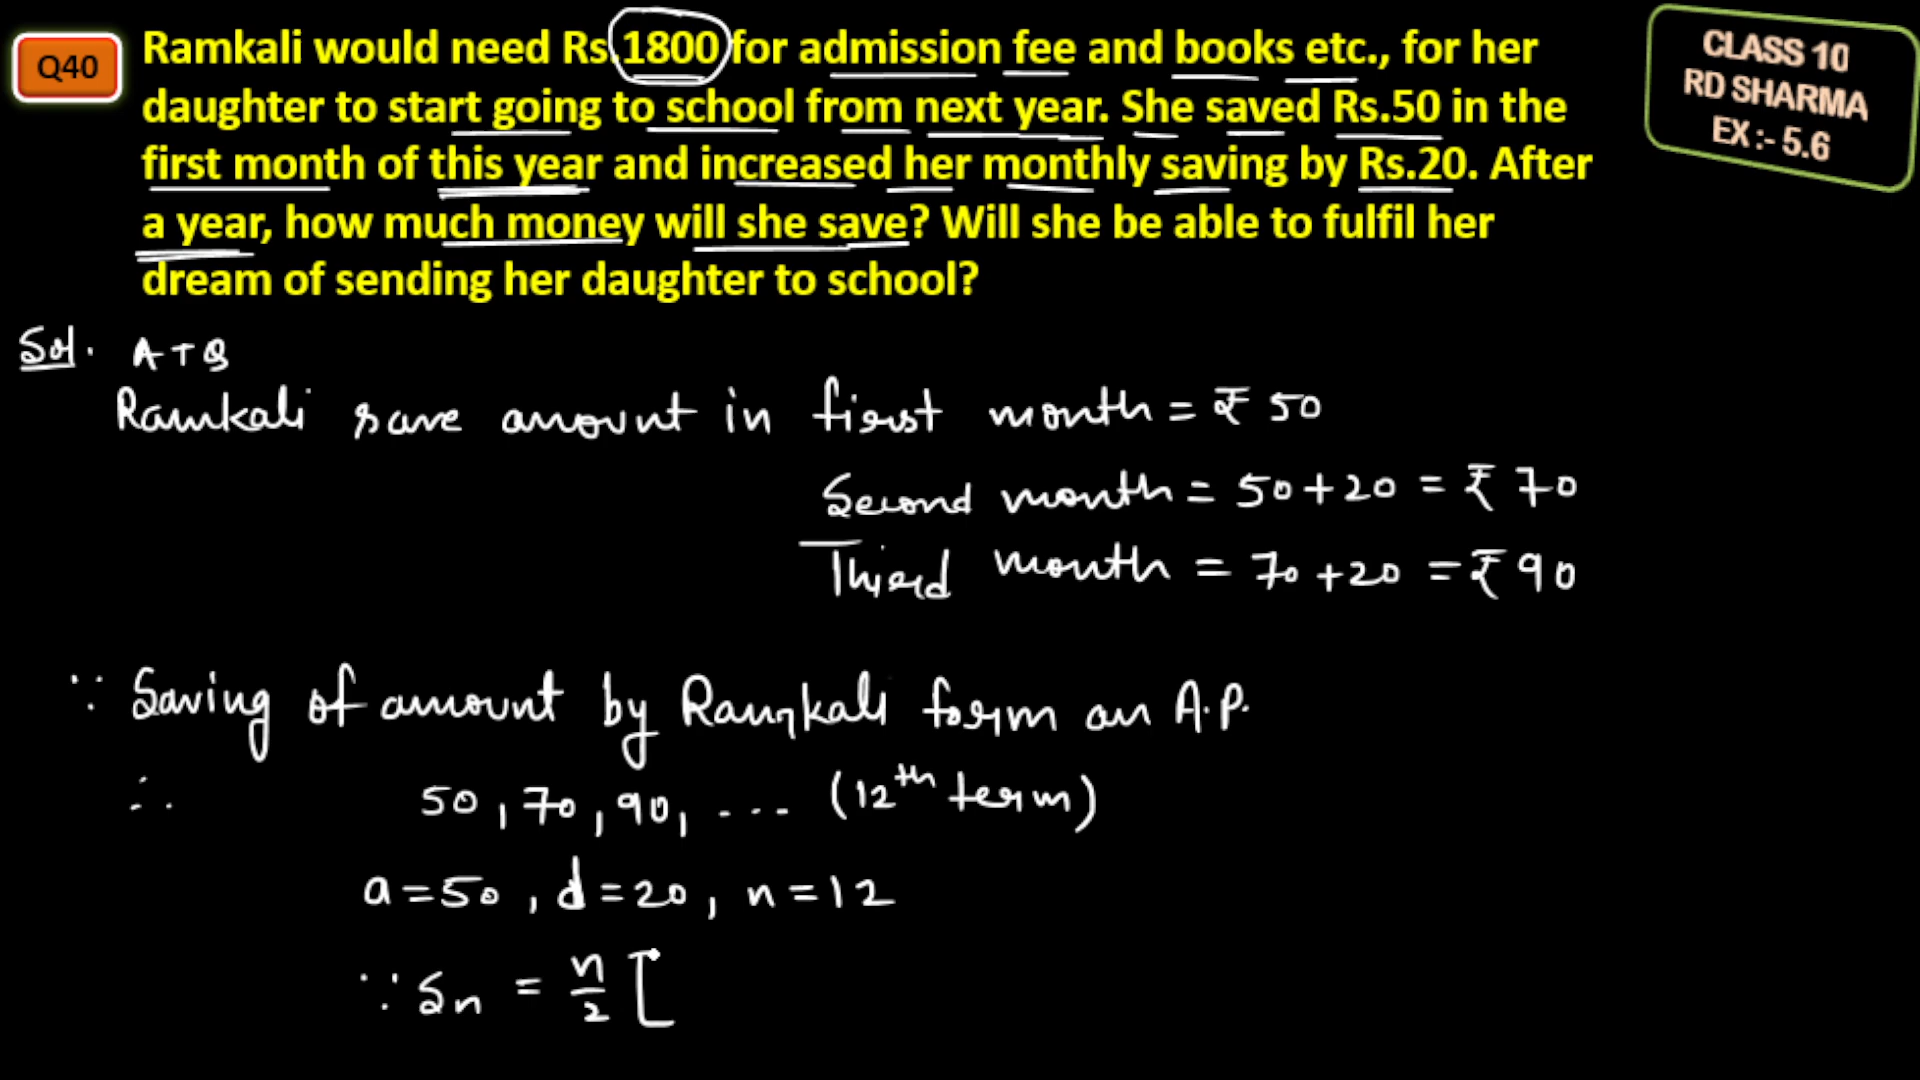 Q40
Ramkali would need Rs.1800 for admission fee and books etc., for her
daughter to start going to school from next year. She saved Rs.50 in the
first month of this year and increased her monthly saving by Rs.20. After
a year, how much money will she save? Will she be able to fulfil her
dream of sending her daughter to school?
CLASS 10
RD SHARMA
EX :- 5.6
Sol. ATQ
Ramkali save amount in first month = ₹ 50
Second month = 50+20 = ₹ 70
Third month = 70+20 = ₹ 90
∵ Saving of amount by Ramkali form an A.P.
∴ 50, 70, 90, ... (12th term)
a=50, d=20, n=12
∵ Sn = n/2 [